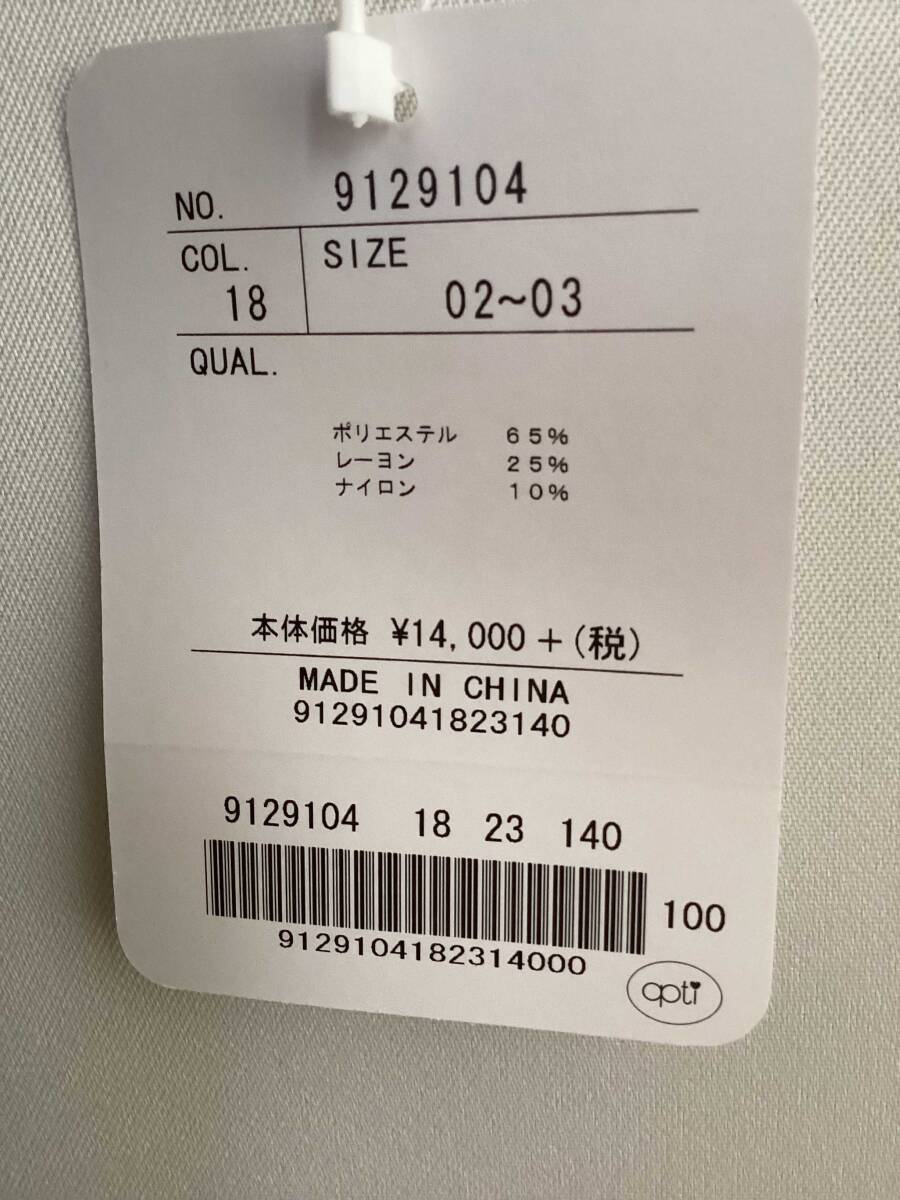 NO. 9129104
COL. SIZE
18 02~03
QUAL.
ポリエステル 65%
レーヨン 25%
ナイロン 10%
本体価格 ¥14,000+(税)
MADE IN CHINA
91291041823140
9129104 18 23 140
100
9129104182314000
opti